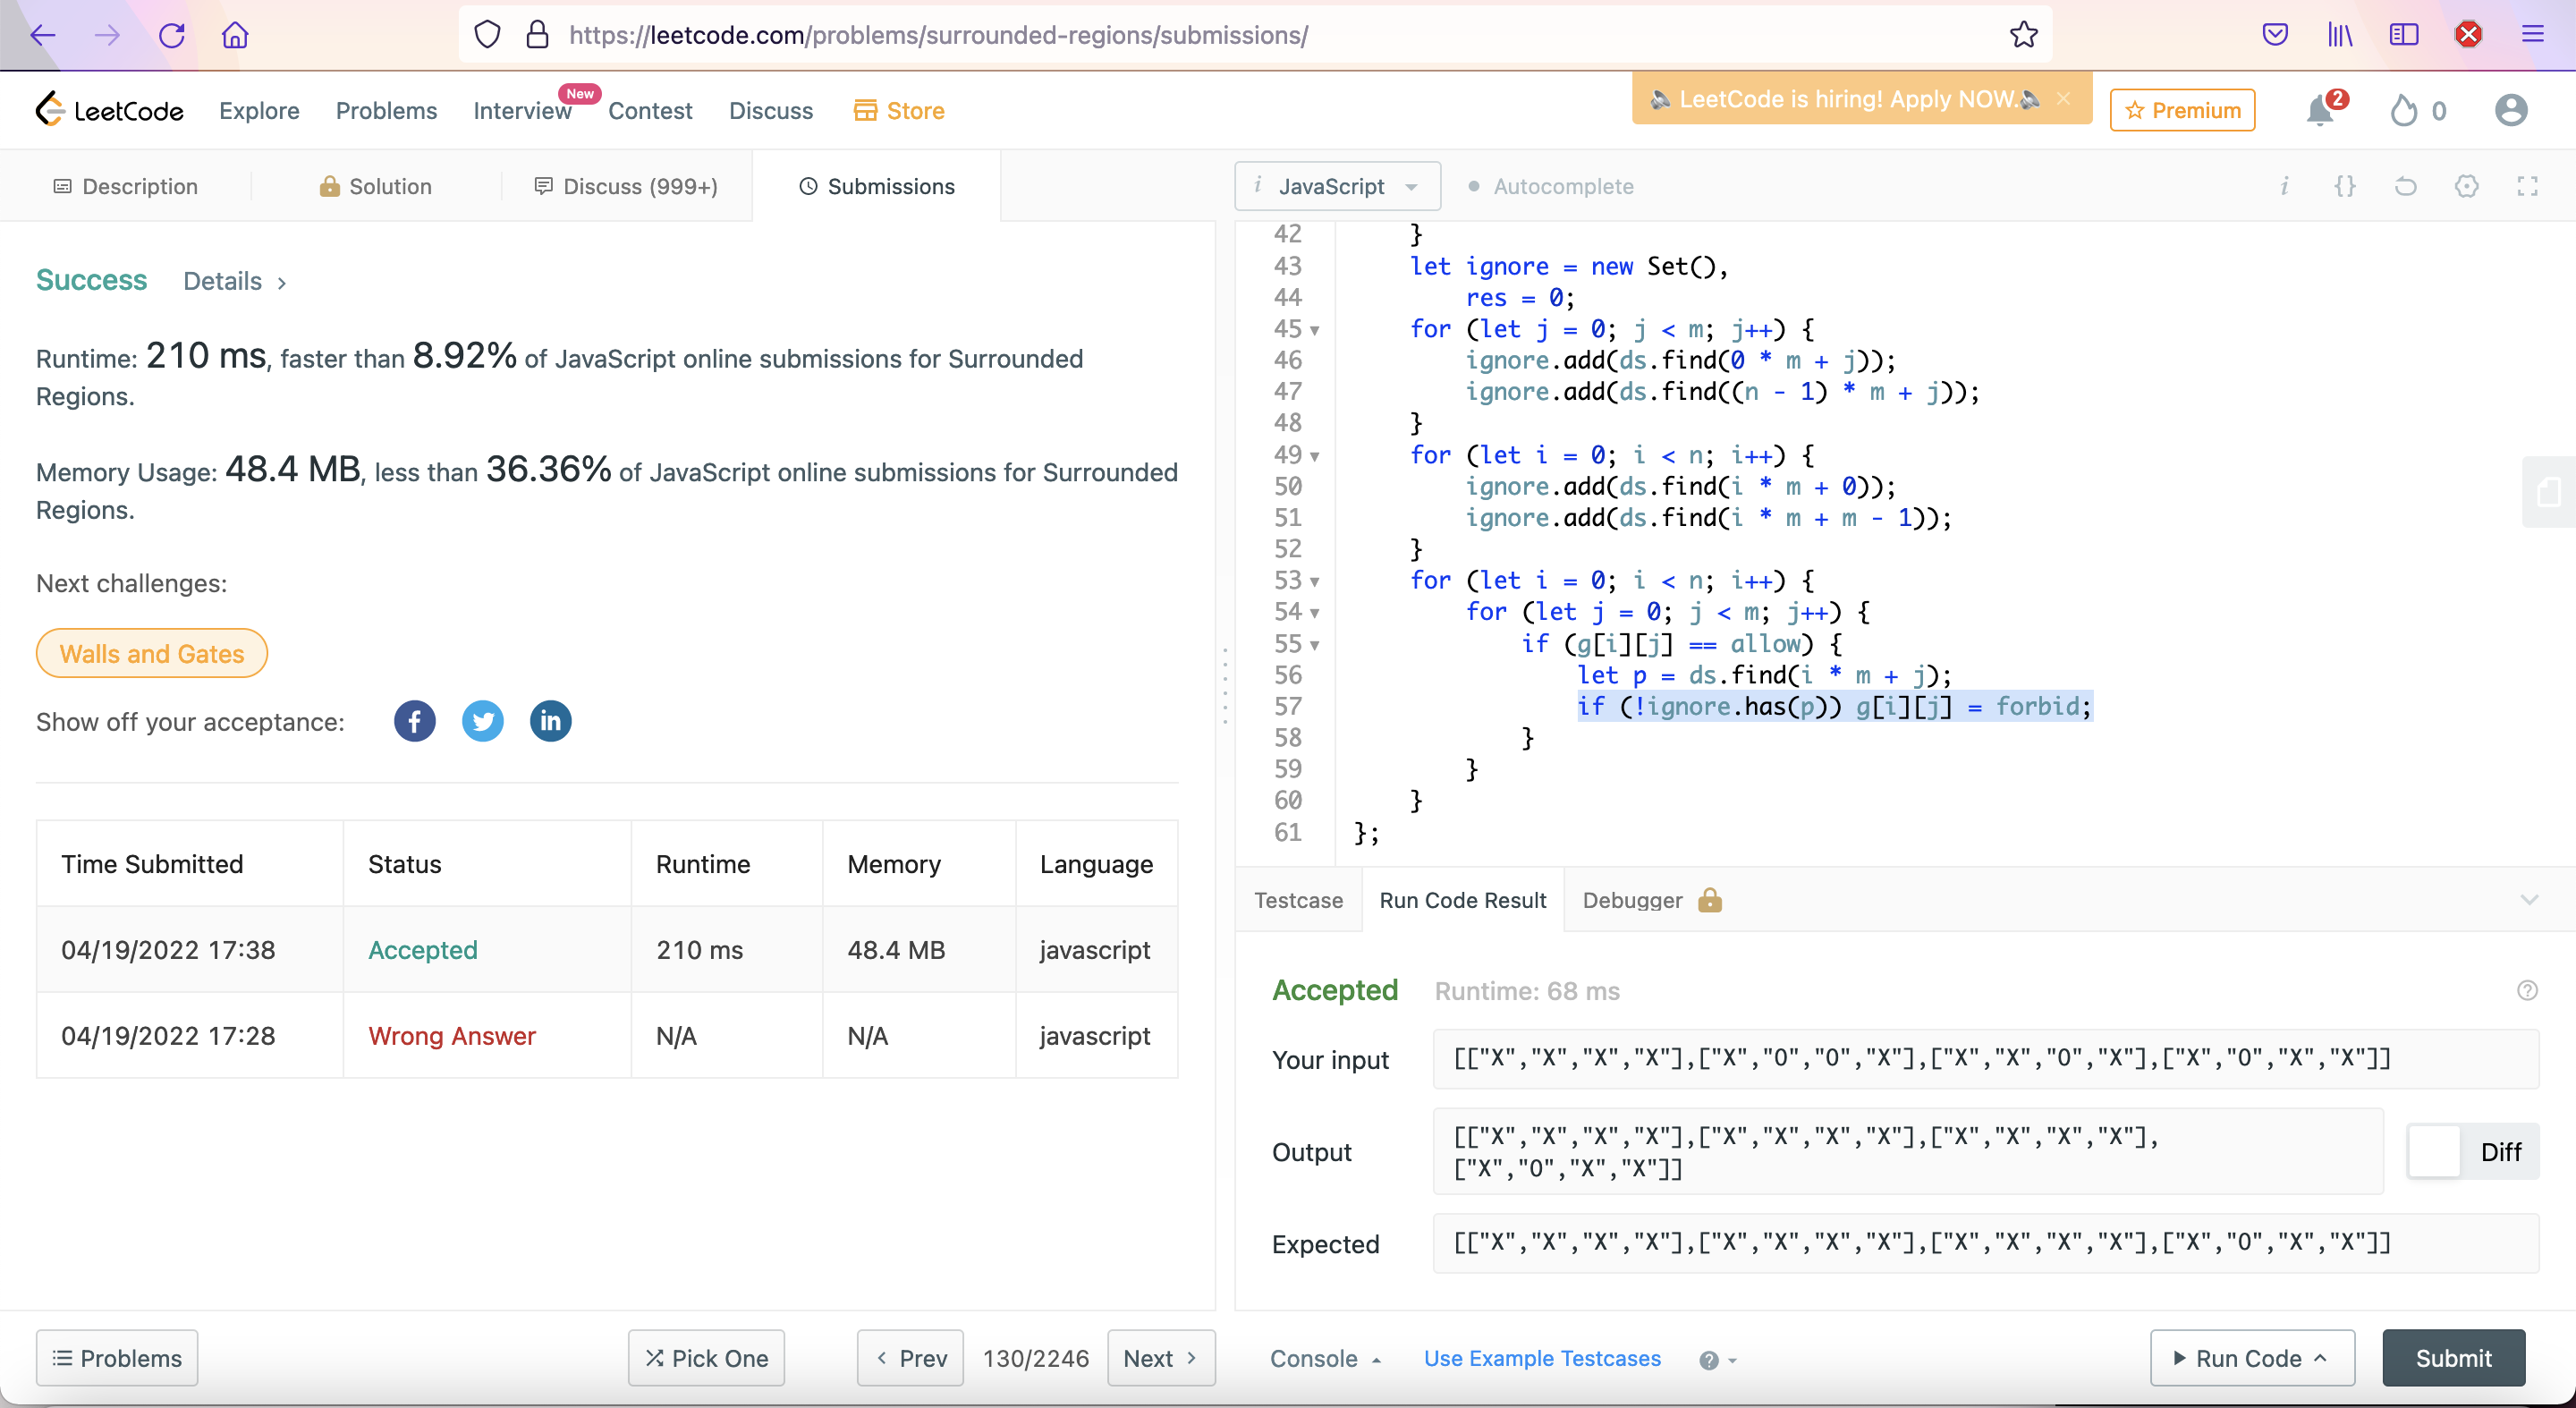 https://leetcode.com/problems/surrounded-regions/submissions/
LeetCode Explore Problems Interview New Contest Discuss Store LeetCode is hiring! Apply NOW. × Premium 2 0
Description Solution Discuss (999+) Submissions
i JavaScript Autocomplete i {}
Success Details >
Runtime: 210 ms, faster than 8.92% of JavaScript online submissions for Surrounded
Regions.
Memory Usage: 48.4 MB, less than 36.36% of JavaScript online submissions for Surrounded
Regions.
Next challenges:
Walls and Gates
Show off your acceptance: f in
Time Submitted Status Runtime Memory Language
04/19/2022 17:38 Accepted 210 ms 48.4 MB javascript
04/19/2022 17:28 Wrong Answer N/A N/A javascript
42 }
43 let ignore = new Set(),
44 res = 0;
45 for (let j = 0; j < m; j++) {
46 ignore.add(ds.find(0 * m + j));
47 ignore.add(ds.find((n - 1) * m + j));
48 }
49 for (let i = 0; i < n; i++) {
50 ignore.add(ds.find(i * m + 0));
51 ignore.add(ds.find(i * m + m - 1));
52 }
53 for (let i = 0; i < n; i++) {
54 for (let j = 0; j < m; j++) {
55 if (g[i][j] == allow) {
56 let p = ds.find(i * m + j);
57 if (!ignore.has(p)) g[i][j] = forbid;
58 }
59 }
60 }
61 };
Testcase Run Code Result Debugger
Accepted Runtime: 68 ms ?
Your input [["X","X","X","X"],["X","O","O","X"],["X","X","O","X"],["X","O","X","X"]]
Output [["X","X","X","X"],["X","X","X","X"],["X","X","X","X"],
["X","O","X","X"]]
Diff
Expected [["X","X","X","X"],["X","X","X","X"],["X","X","X","X"],["X","O","X","X"]]
Problems Pick One < Prev 130/2246 Next > Console Use Example Testcases ? Run Code Submit